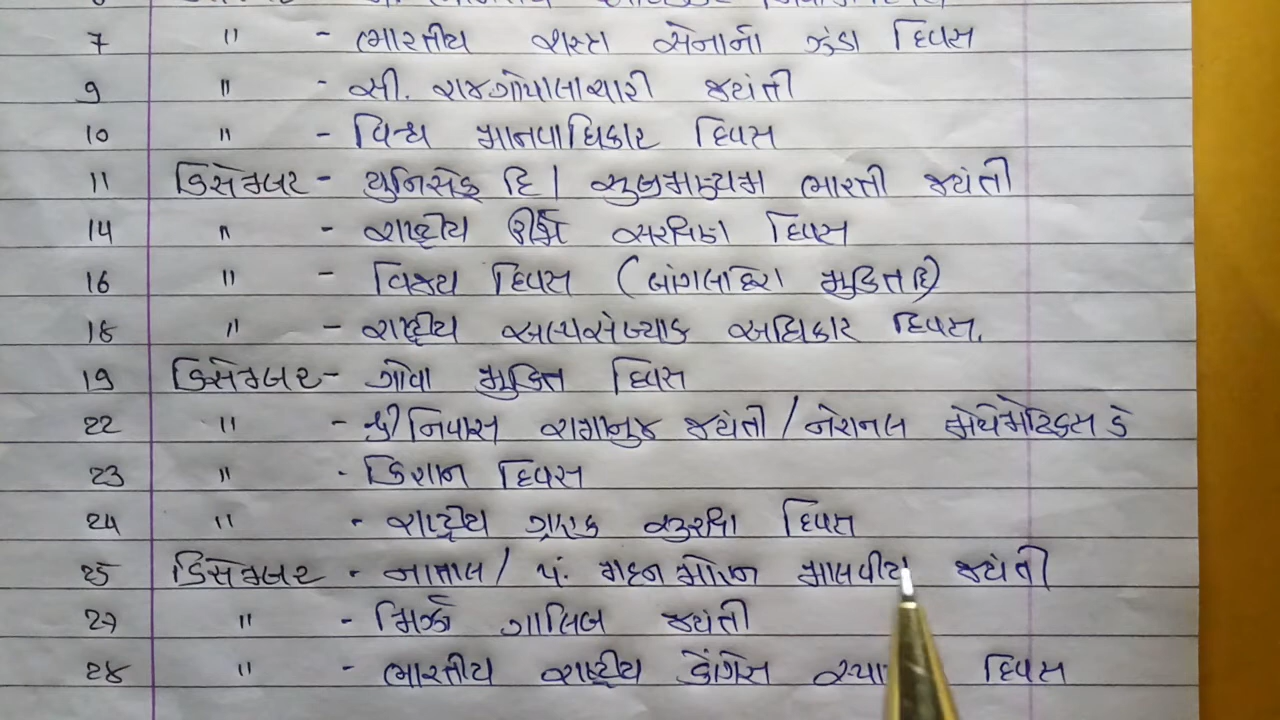 7 " - ભારતીય શસ્ત્ર સેનાનો ઝંડા દિવસ
9 " - સી. રાજગોપાલાચારી જયંતી
10 " - વિશ્વ માનવાધિકાર દિવસ
11 ડિસેમ્બર - યુનિસેફ દિ / સુબ્રમણ્યમ ભારતી જયંતી
14 " - રાષ્ટ્રીય ઊર્જા સંરક્ષણ દિવસ
16 " - વિજય દિવસ (બાંગલાદેશ મુક્તિ દિ)
18 " - રાષ્ટ્રીય અલ્પસંખ્યાક અધિકાર દિવસ.
19 ડિસેમ્બર - ગોવા મુક્તિ દિવસ
22 " - શ્રીનિવાસ રામાનુજ જયંતી / નેશનલ મેથેમેટિક્સ ડે
23 " - કિશાન દિવસ
24 " - રાષ્ટ્રીય ગ્રાહક સુરક્ષા દિવસ
25 ડિસેમ્બર - નાતાલ / પં. મદન મોહન માલવીય જયંતી
27 " - મિર્ઝા ગાલિબ જયંતી
28 " - ભારતીય રાષ્ટ્રીય કોંગ્રેસ સ્થા દિવસ